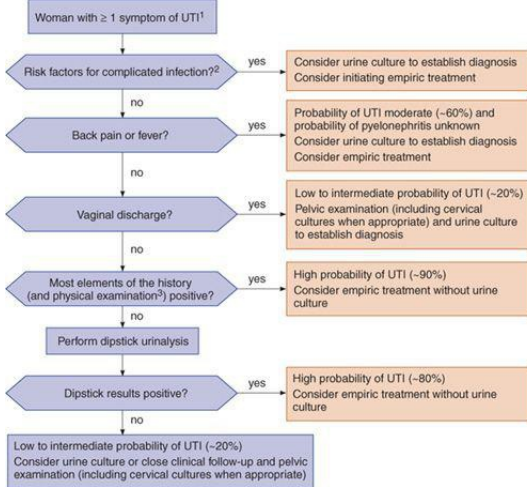 Woman with ≥ 1 symptom of UTI¹
Risk factors for complicated infection?²
yes
Consider urine culture to establish diagnosis
Consider initiating empiric treatment
no
Back pain or fever?
yes
Probability of UTI moderate (~60%) and
probability of pyelonephritis unknown
Consider urine culture to establish diagnosis
Consider empiric treatment
no
Vaginal discharge?
yes
Low to intermediate probability of UTI (~20%)
Pelvic examination (including cervical
cultures when appropriate) and urine culture
to establish diagnosis
no
Most elements of the history
(and physical examination³) positive?
yes
High probability of UTI (~90%)
Consider empiric treatment without urine
culture
no
Perform dipstick urinalysis
Dipstick results positive?
yes
High probability of UTI (~80%)
Consider empiric treatment without urine
culture
no
Low to intermediate probability of UTI (~20%)
Consider urine culture or close clinical follow-up and pelvic
examination (including cervical cultures when appropriate)